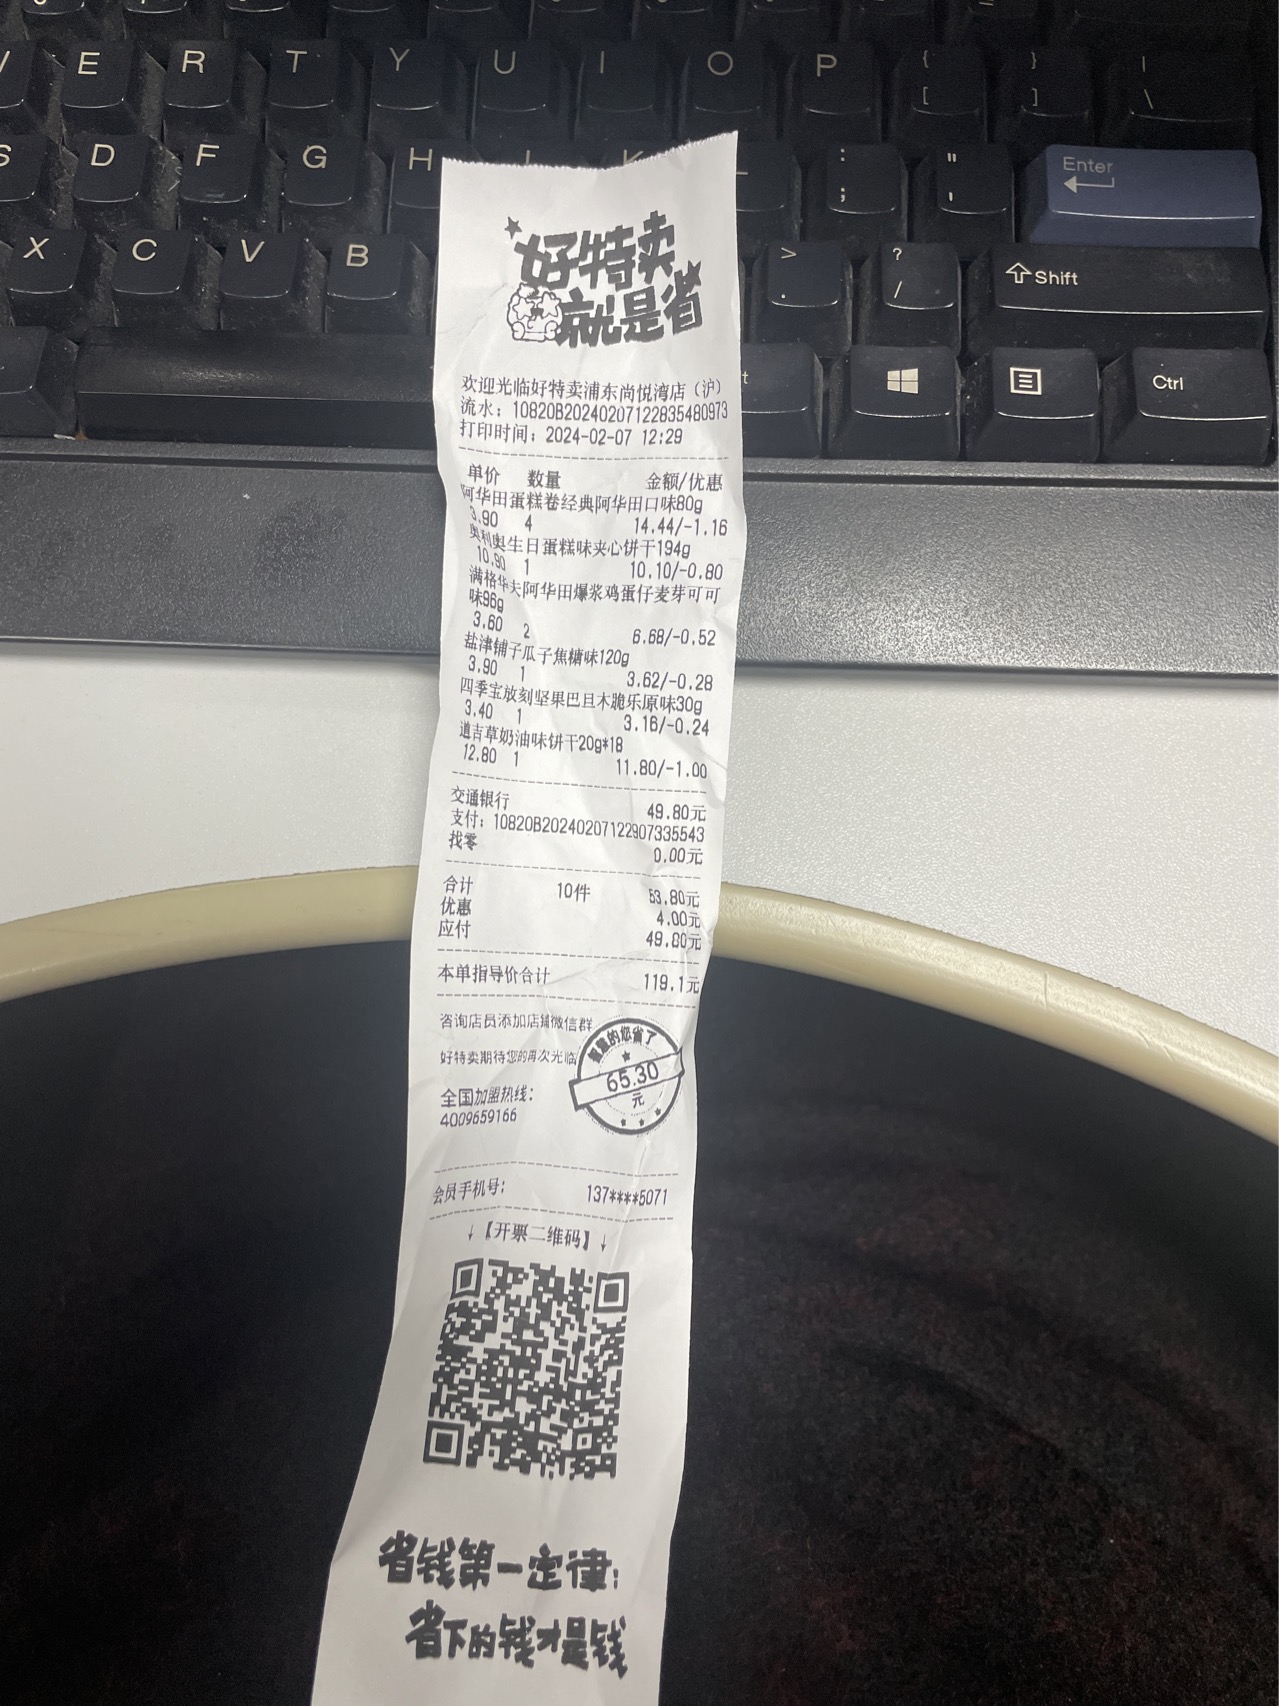 E R T Y U I O P { [ } ] | \
S D F G H J K L : ; " ' Enter
X C V B > . ? / Shift
Ctrl
好特卖
就是省
欢迎光临好特卖浦东尚悦湾店（沪）
流水：10820B20240207122835480973
打印时间：2024-02-07 12:29
单价 数量 金额/优惠
阿华田蛋糕卷经典阿华田口味80g
3.90 4 14.44/-1.16
奥利奥生日蛋糕味夹心饼干194g
10.90 1 10.10/-0.80
满格华夫阿华田爆浆鸡蛋仔麦芽可可
味96g
3.60 2 6.68/-0.52
盐津铺子瓜子焦糖味120g
3.90 1 3.62/-0.28
四季宝放刻坚果巴旦木脆乐原味30g
3.40 1 3.16/-0.24
道吉草奶油味饼干20g*18
12.80 1 11.80/-1.00
交通银行 49.80元
支付：10820B20240207122907335543
找零 0.00元
合计 10件 53.80元
优惠 4.00元
应付 49.80元
本单指导价合计 119.1元
咨询店员添加店铺微信群
好特卖期待您的再次光临
的您省了
65.30
元
全国加盟热线：
4009659166
会员手机号： 137****5071
↓【开票二维码】↓
省钱第一定律：
省下的钱才是钱